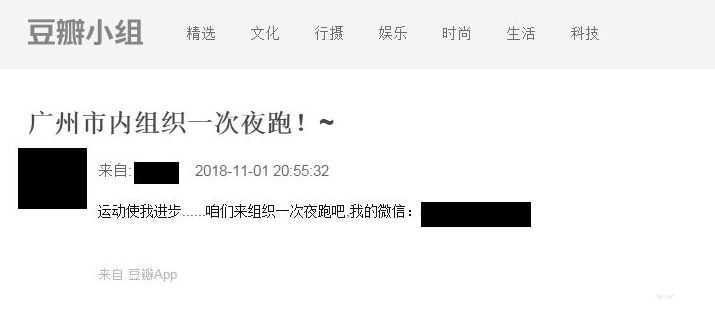 豆瓣小组 精选 文化 行摄 娱乐 时尚 生活 科技
广州市内组织一次夜跑！~
来自: 2018-11-01 20:55:32
运动使我进步......咱们来组织一次夜跑吧,我的微信：
来自 豆瓣App